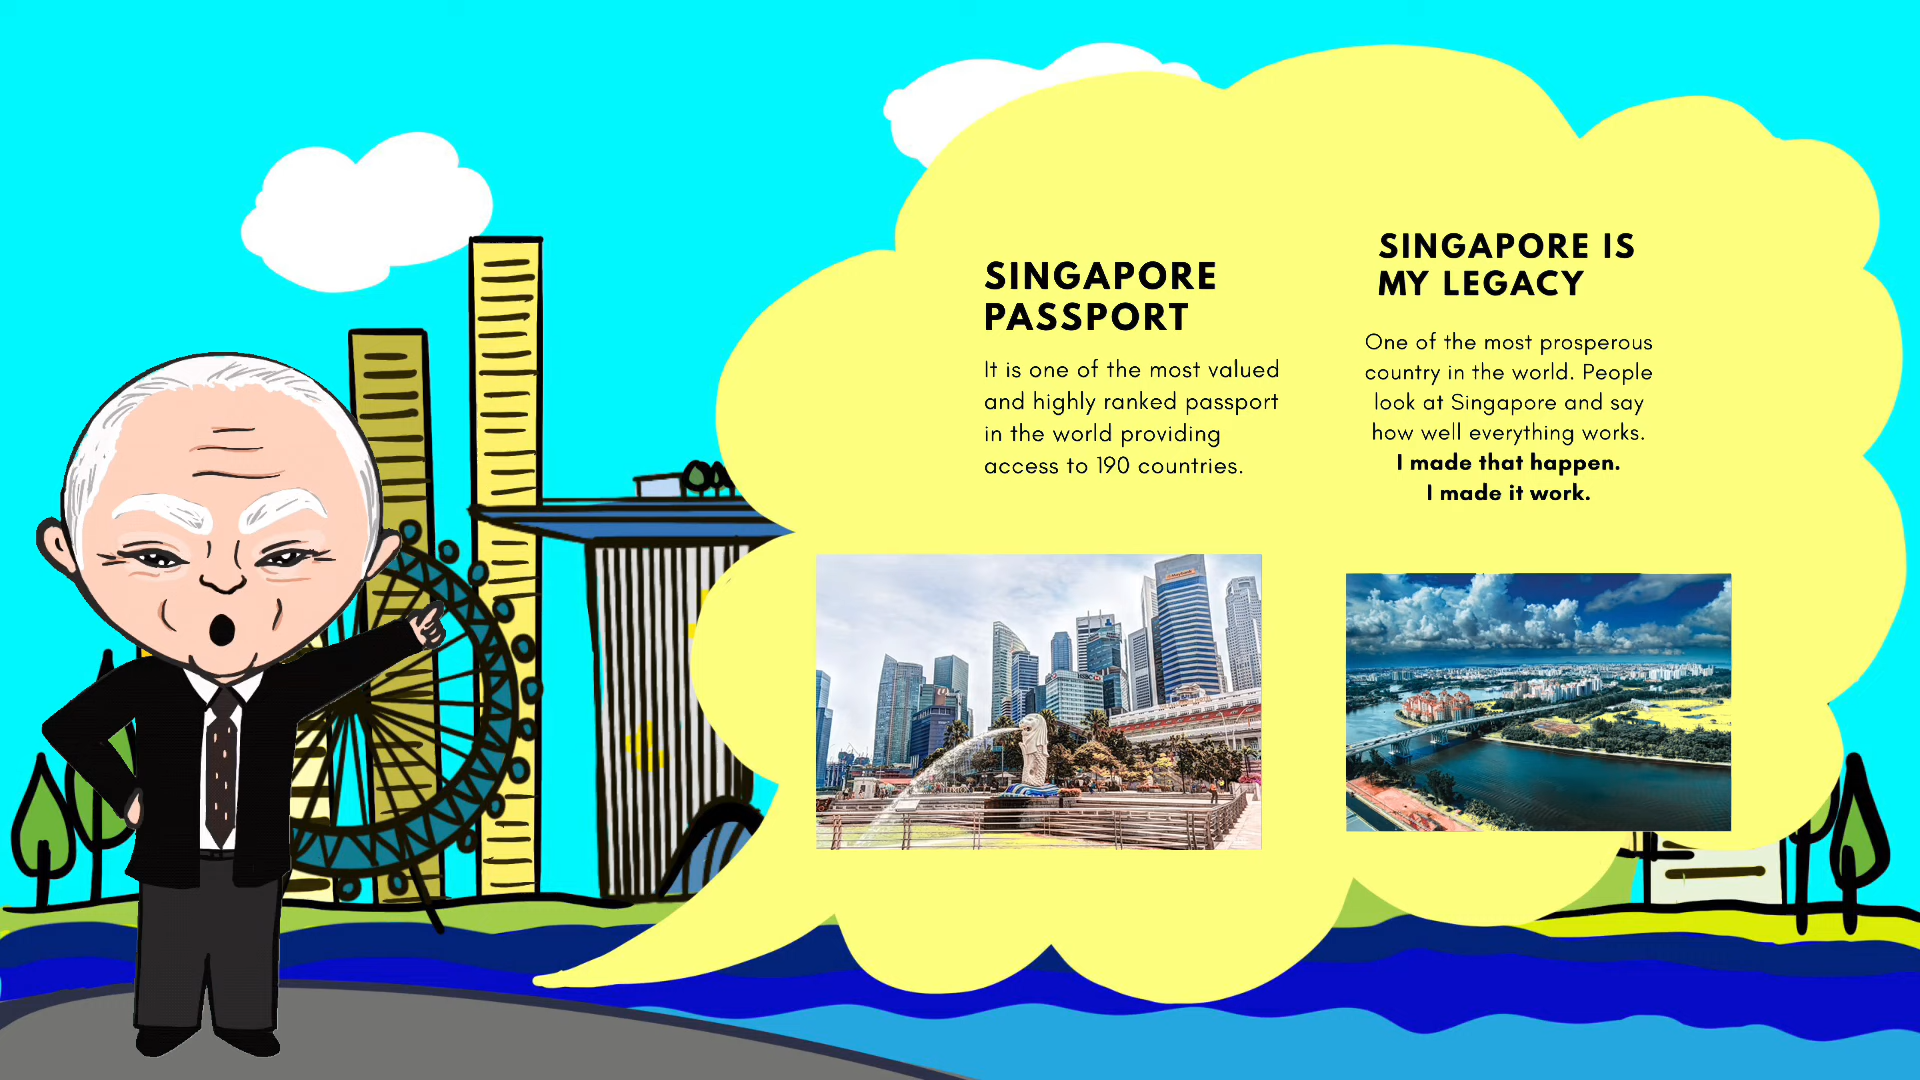 SINGAPORE
PASSPORT
It is one of the most valued
and highly ranked passport
in the world providing
access to 190 countries.
SINGAPORE IS
MY LEGACY
One of the most prosperous
country in the world. People
look at Singapore and say
how well everything works.
I made that happen.
I made it work.
HSBC